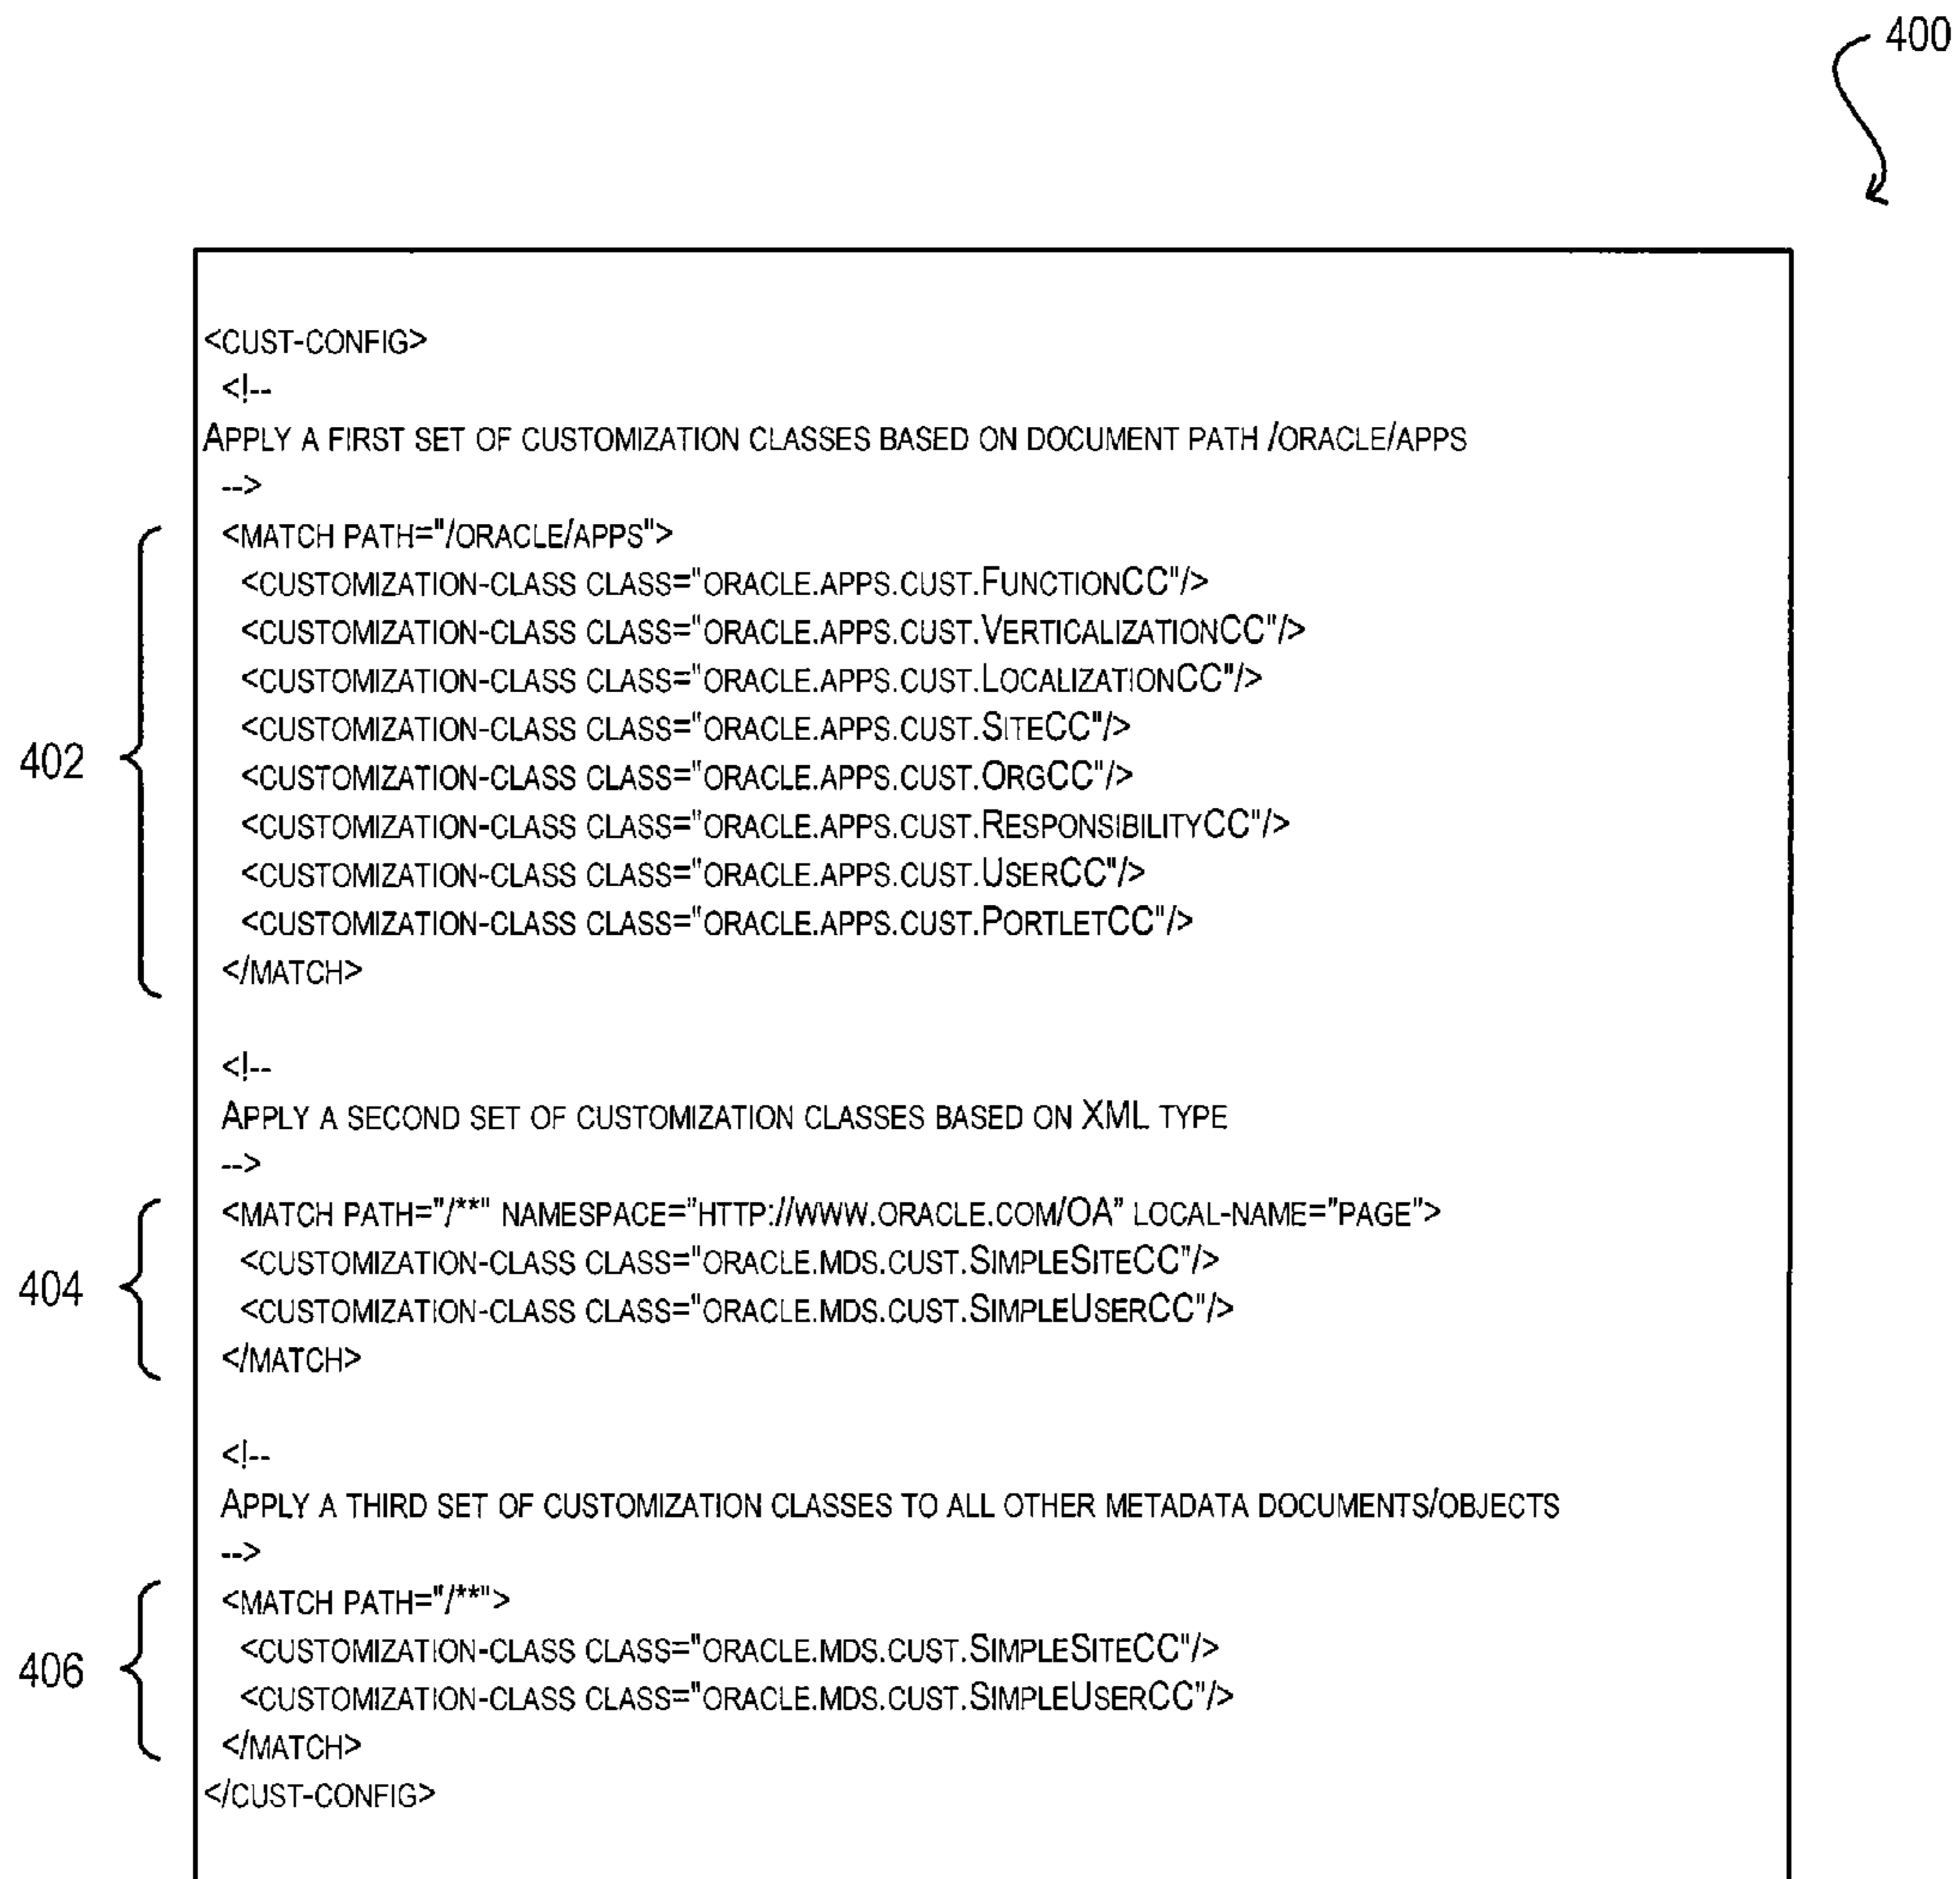 400
<CUST-CONFIG>
<!--
APPLY A FIRST SET OF CUSTOMIZATION CLASSES BASED ON DOCUMENT PATH /ORACLE/APPS
-->
<MATCH PATH="/ORACLE/APPS">
<CUSTOMIZATION-CLASS CLASS="ORACLE.APPS.CUST.FUNCTIONCC"/>
<CUSTOMIZATION-CLASS CLASS="ORACLE.APPS.CUST.VERTICALIZATIONCC"/>
<CUSTOMIZATION-CLASS CLASS="ORACLE.APPS.CUST.LOCALIZATIONCC"/>
<CUSTOMIZATION-CLASS CLASS="ORACLE.APPS.CUST.SITECC"/>
402
<CUSTOMIZATION-CLASS CLASS="ORACLE.APPS.CUST.ORGCC"/>
<CUSTOMIZATION-CLASS CLASS="ORACLE.APPS.CUST.RESPONSIBILITYCC"/>
<CUSTOMIZATION-CLASS CLASS="ORACLE.APPS.CUST.USERCC"/>
<CUSTOMIZATION-CLASS CLASS="ORACLE.APPS.CUST.PORTLETCC"/>
</MATCH>
<!--
APPLY A SECOND SET OF CUSTOMIZATION CLASSES BASED ON XML TYPE
-->
<MATCH PATH="/**" NAMESPACE="HTTP://WWW.ORACLE.COM/OA" LOCAL-NAME="PAGE">
<CUSTOMIZATION-CLASS CLASS="ORACLE.MDS.CUST.SIMPLESITECC"/>
404
<CUSTOMIZATION-CLASS CLASS="ORACLE.MDS.CUST.SIMPLEUSERCC"/>
</MATCH>
<!--
APPLY A THIRD SET OF CUSTOMIZATION CLASSES TO ALL OTHER METADATA DOCUMENTS/OBJECTS
-->
<MATCH PATH="/**">
<CUSTOMIZATION-CLASS CLASS="ORACLE.MDS.CUST.SIMPLESITECC"/>
406
<CUSTOMIZATION-CLASS CLASS="ORACLE.MDS.CUST.SIMPLEUSERCC"/>
</MATCH>
</CUST-CONFIG>